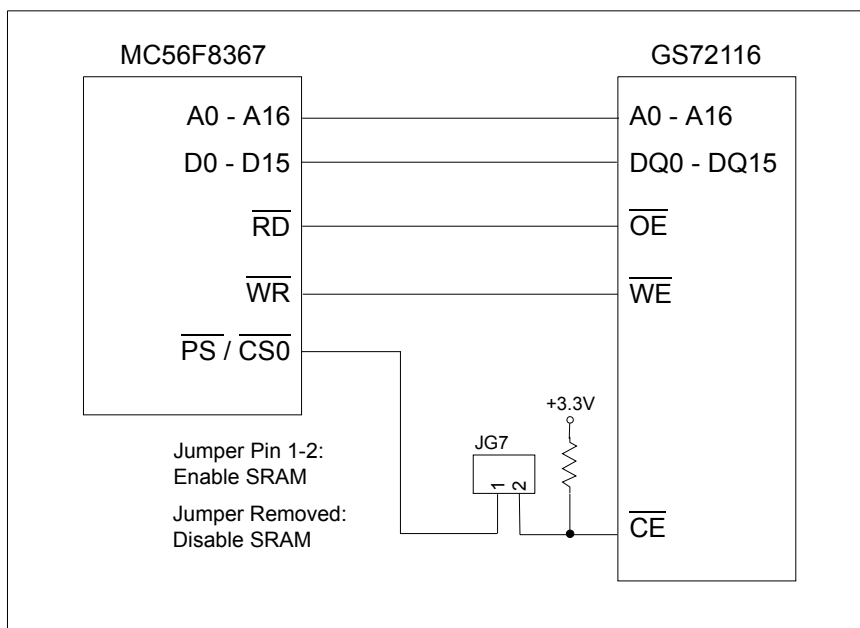 MC56F8367
GS72116
A0 - A16
A0 - A16
D0 - D15
DQ0 - DQ15
RD
OE
WR
WE
PS / CS0
+3.3V
JG7
1
2
Jumper Pin 1-2:
Enable SRAM
Jumper Removed:
Disable SRAM
CE